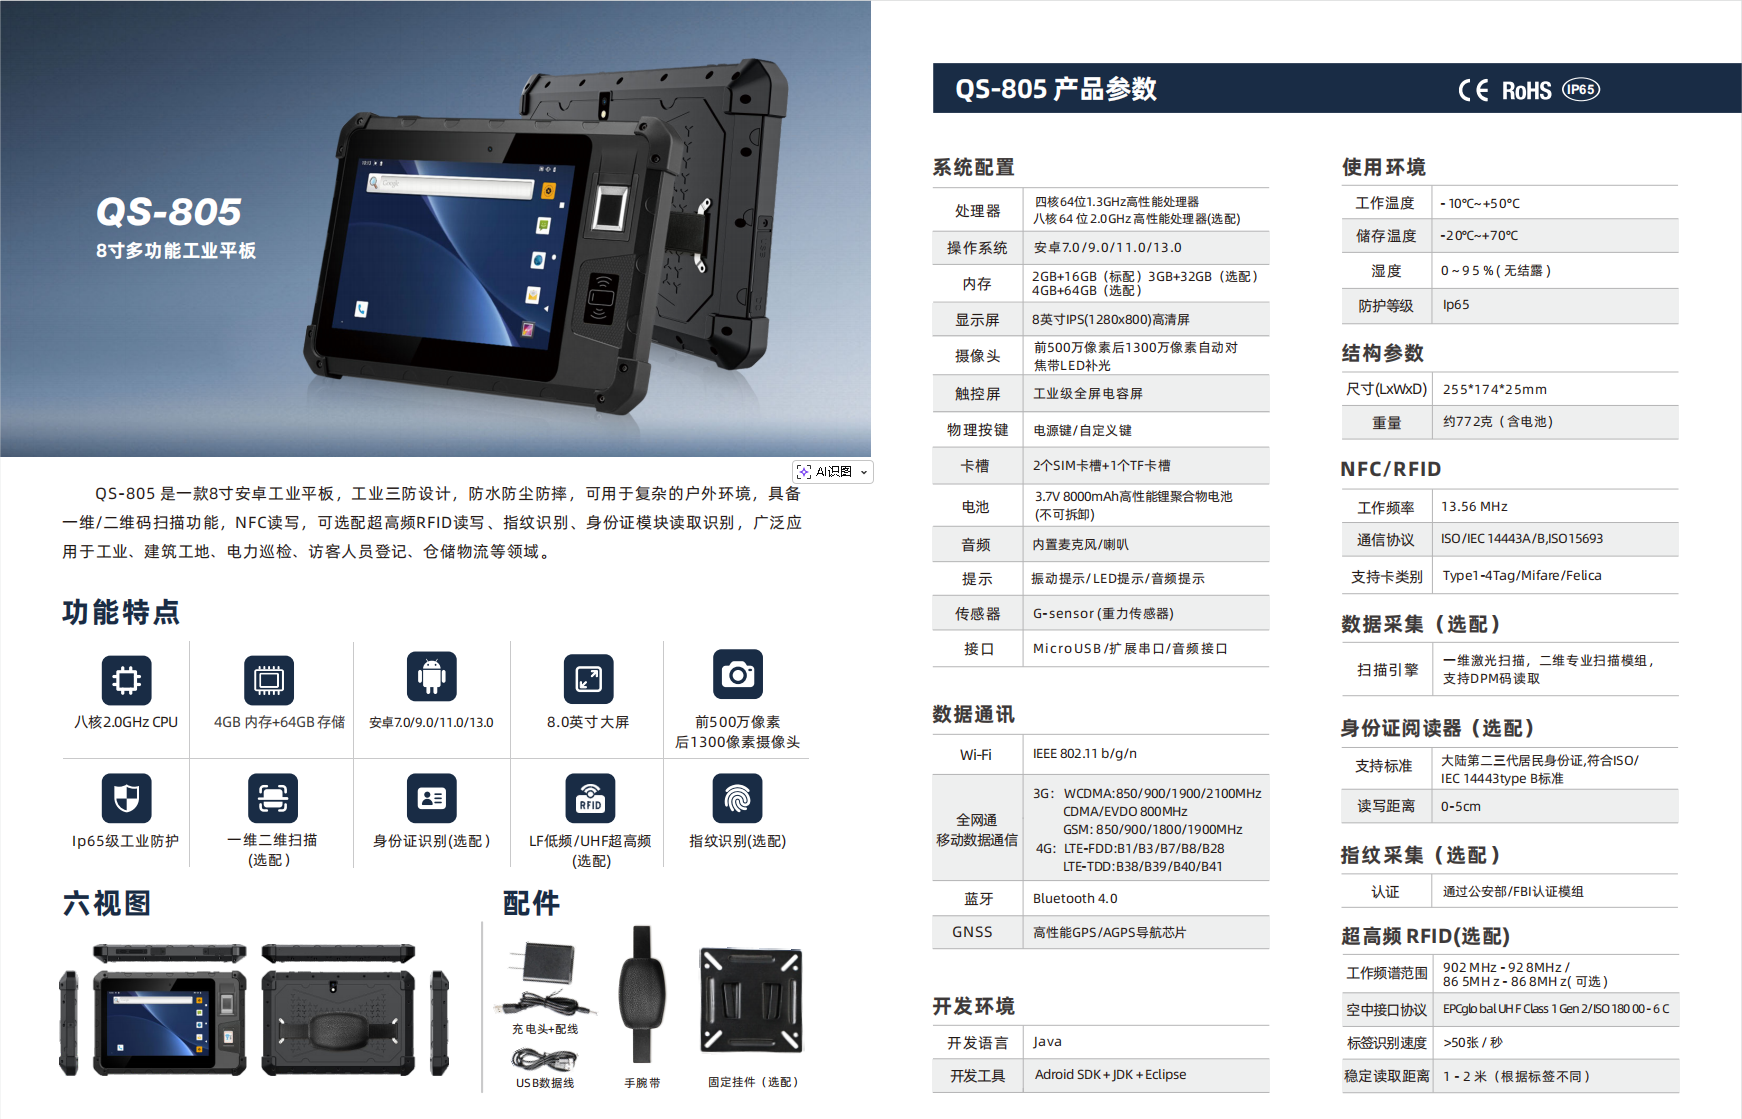 QS-805
8寸多功能工业平板
AI识图
QS-805 是一款8寸安卓工业平板，工业三防设计，防水防尘防摔，可用于复杂的户外环境，具备
一维/二维码扫描功能，NFC读写，可选配超高频RFID读写、指纹识别、身份证模块读取识别，广泛应
用于工业、建筑工地、电力巡检、访客人员登记、仓储物流等领域。
功能特点
八核2.0GHz CPU
4GB 内存+64GB 存储
安卓7.0/9.0/11.0/13.0
8.0英寸大屏
前500万像素
后1300像素摄像头
RFID
Ip65级工业防护
一维二维扫描
(选配)
身份证识别(选配)
LF低频/UHF超高频
(选配)
指纹识别(选配)
六视图
配件
充电头+配线
USB数据线
手腕带
固定挂件（选配）
QS-805 产品参数
CE RoHS IP65
系统配置
处理器
四核64位1.3GHz高性能处理器
八核64位2.0GHz高性能处理器(选配)
操作系统
安卓7.0/9.0/11.0/13.0
内存
2GB+16GB（标配）3GB+32GB（选配）
4GB+64GB（选配）
显示屏
8英寸IPS(1280x800)高清屏
摄像头
前500万像素后1300万像素自动对
焦带LED补光
触控屏
工业级全屏电容屏
物理按键
电源键/自定义键
卡槽
2个SIM卡槽+1个TF卡槽
电池
3.7V 8000mAh高性能锂聚合物电池
(不可拆卸)
音频
内置麦克风/喇叭
提示
振动提示/LED提示/音频提示
传感器
G-sensor(重力传感器)
接口
MicroUSB/扩展串口/音频接口
数据通讯
Wi-Fi
IEEE 802.11 b/g/n
全网通
移动数据通信
3G： WCDMA:850/900/1900/2100MHz
CDMA/EVDO 800MHz
GSM: 850/900/1800/1900MHz
4G： LTE-FDD:B1/B3/B7/B8/B28
LTE-TDD:B38/B39/B40/B41
蓝牙
Bluetooth 4.0
GNSS
高性能GPS/AGPS导航芯片
开发环境
开发语言
Java
开发工具
Adroid SDK+JDK+Eclipse
使用环境
工作温度
-10℃~+50℃
储存温度
-20℃~+70℃
湿度
0~95%(无结露)
防护等级
Ip65
结构参数
尺寸(LxWxD)
255*174*25mm
重量
约772克（含电池）
NFC/RFID
工作频率
13.56 MHz
通信协议
ISO/IEC 14443A/B,ISO15693
支持卡类别
Type1-4Tag/Mifare/Felica
数据采集（选配）
扫描引擎
一维激光扫描，二维专业扫描模组，
支持DPM码读取
身份证阅读器（选配）
支持标准
大陆第二三代居民身份证,符合ISO/
IEC 14443type B标准
读写距离
0-5cm
指纹采集（选配）
认证
通过公安部/FBI认证模组
超高频 RFID(选配)
工作频谱范围
902MHz-928MHz/
865MHz-868MHz(可选)
空中接口协议
EPCglobal UHF Class 1 Gen 2/ISO 18000-6C
标签识别速度
>50张/秒
稳定读取距离
1-2米（根据标签不同）